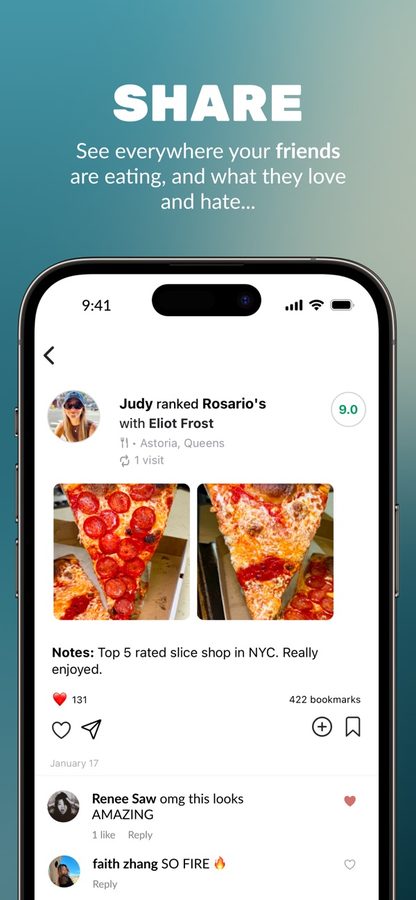 SHARE
See everywhere your friends
are eating, and what they love
and hate...
9:41
Judy ranked Rosario's
with Eliot Frost
9.0
• Astoria, Queens
1 visit
Notes: Top 5 rated slice shop in NYC. Really
enjoyed.
❤️ 131
422 bookmarks
January 17
Renee Saw omg this looks
AMAZING
1 like Reply
faith zhang SO FIRE 🔥
Reply